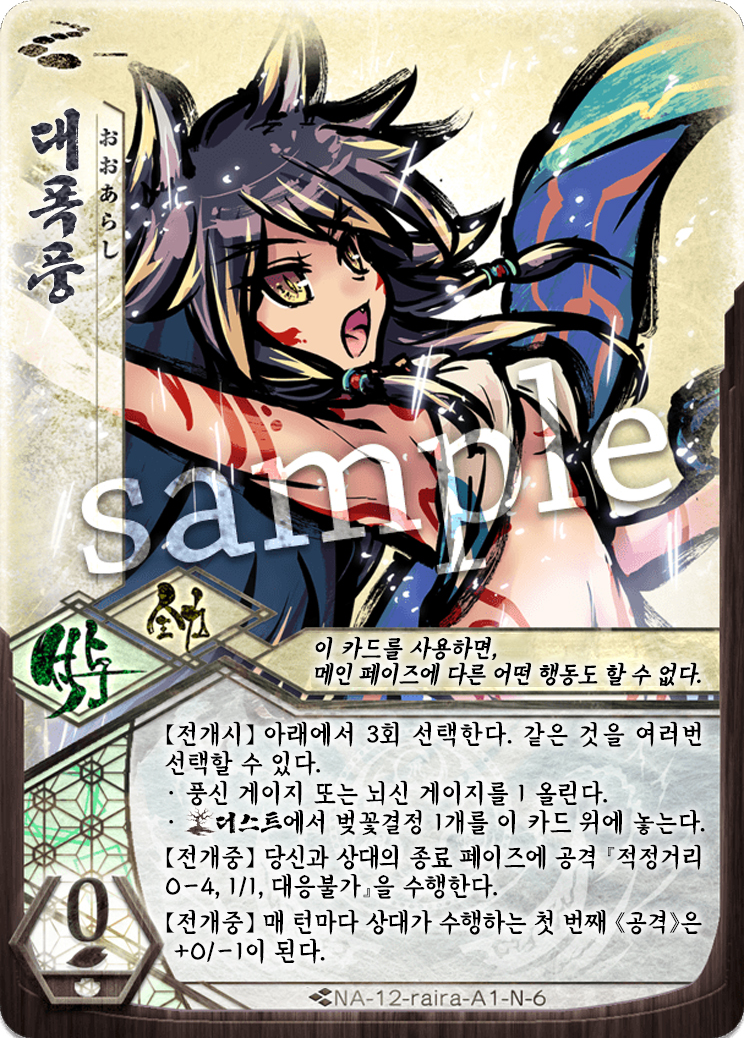 대폭풍
おおあらし
sample
부여
전력
이 카드를 사용하면,
메인 페이즈에 다른 어떤 행동도 할 수 없다.
【전개시】 아래에서 3회 선택한다. 같은 것을 여러번
선택할 수 있다.
· 풍신 게이지 또는 뇌신 게이지를 1 올린다.
· 더스트에서 벚꽃결정 1개를 이 카드 위에 놓는다.
【전개중】 당신과 상대의 종료 페이즈에 공격 『적정거리
0-4, 1/1, 대응불가』을 수행한다.
【전개중】 매 턴마다 상대가 수행하는 첫 번째 《공격》은
+0/-1이 된다.
0
NA-12-raira-A1-N-6